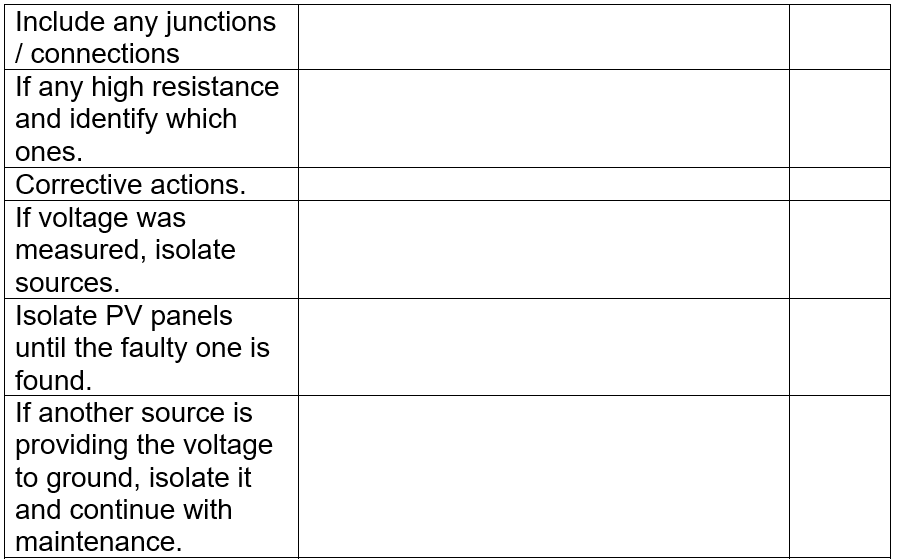 Include any junctions
/ connections
If any high resistance
and identify which
ones.
Corrective actions.
If voltage was
measured, isolate
sources.
Isolate PV panels
until the faulty one is
found.
If another source is
providing the voltage
to ground, isolate it
and continue with
maintenance.